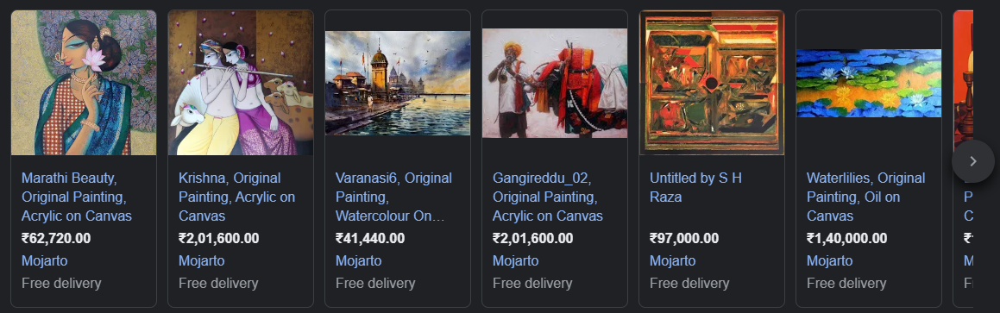 Marathi Beauty,
Original Painting,
Acrylic on Canvas
₹62,720.00
Mojarto
Free delivery
Krishna, Original
Painting, Acrylic on
Canvas
₹2,01,600.00
Mojarto
Free delivery
Varanasi6, Original
Painting,
Watercolour On...
₹41,440.00
Mojarto
Free delivery
Gangireddu_02,
Original Painting,
Acrylic on Canvas
₹2,01,600.00
Mojarto
Free delivery
Untitled by S H
Raza
₹97,000.00
Mojarto
Free delivery
Waterlilies, Original
Painting, Oil on
Canvas
₹1,40,000.00
Mojarto
Free delivery